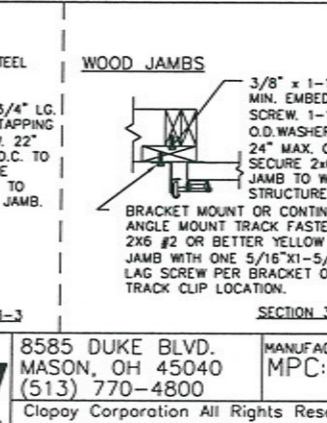 STEEL
3/4" LG.
TAPPING
22"
O.C. TO
TO
JAMB.
1-3
WOOD JAMBS
3/8" x 1-
MIN. EMBED
SCREW. 1-
O.D.WASHER
24" MAX.
SECURE 2x
JAMB TO
STRUCTURE
BRACKET MOUNT OR CONTIN
ANGLE MOUNT TRACK FASTE
2X6 #2 OR BETTER YELLOW
JAMB WITH ONE 5/16"X1-5/
LAG SCREW PER BRACKET O
TRACK CLIP LOCATION.
SECTION 3
8585 DUKE BLVD.
MASON, OH 45040
(513) 770-4800
MANUFAC
MPC:
Clopay Corporation All Rights Rese